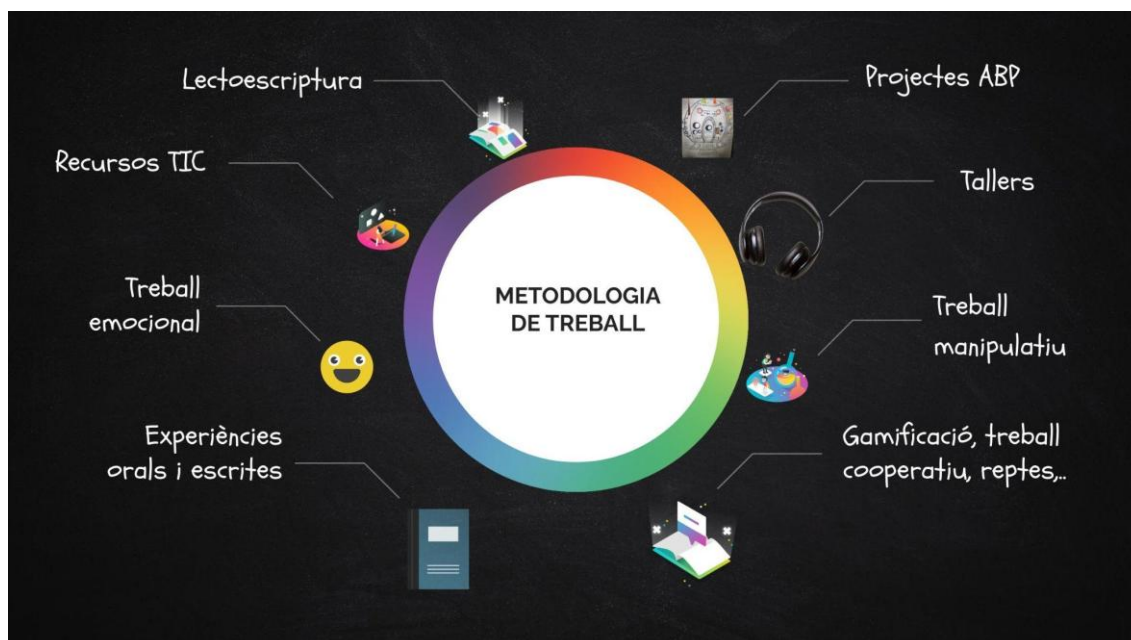 Lectoescriptura
Projectes ABP
Recursos TIC
Tallers
Treball
emocional
METODOLOGIA
DE TREBALL
Treball
manipulatiu
Experiències
orals i escrites
Gamificació, treball
cooperatiu, reptes,..